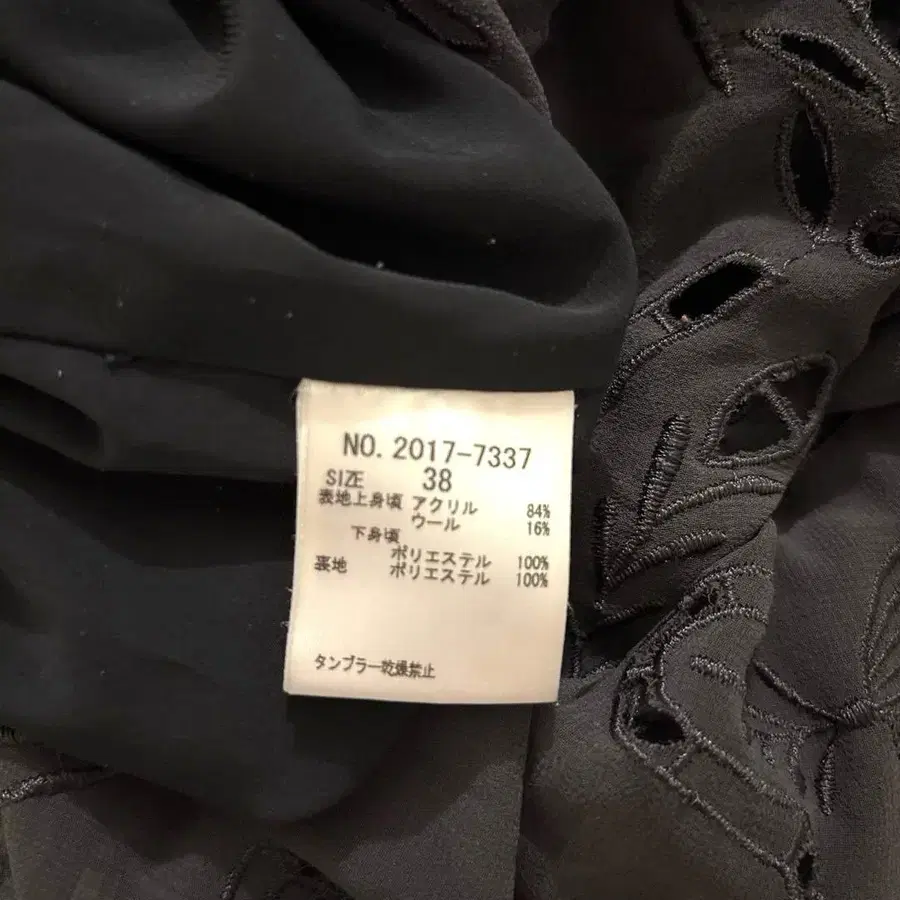 NO. 2017-7337
SIZE 38
表地上身頃 アクリル 84%
ウール 16%
下身頃
ポリエステル 100%
裏地 ポリエステル 100%
タンブラー乾燥禁止